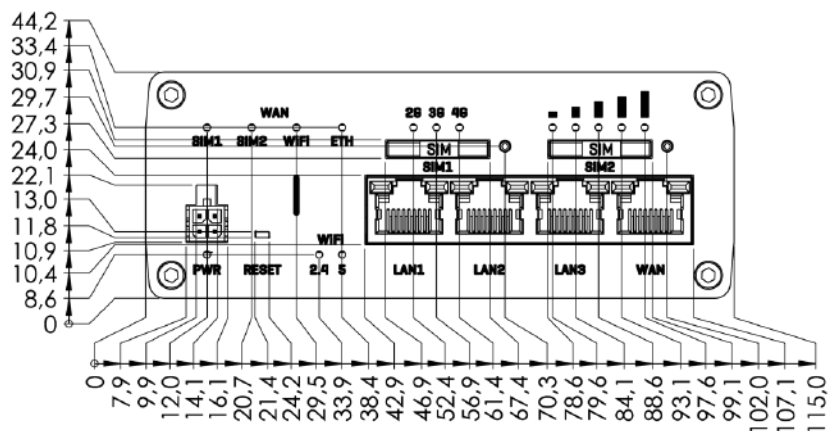 44,2
33,4
30,9
29,7
27,3
24,0
22,1
13,0
11,8
10,9
10,4
8,6
0
WAN
2G 3G 4G
SIM1 SIM2 WiFi ETH
SIM SIM
SIM1 SIM2
WiFi
PWR RESET 2.4 5 LAN1 LAN2 LAN3 WAN
0 7,9 9,9 12,0 14,1 16,1 20,7 21,4 24,2 29,5 33,9 38,4 42,9 46,9 52,4 56,9 61,4 67,4 70,3 78,6 79,6 84,1 88,6 93,1 97,6 99,1 102,0 107,1 115,0